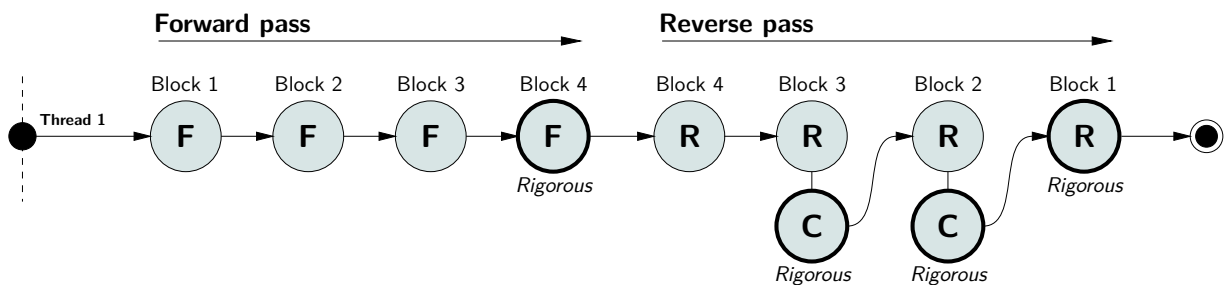 Forward pass
Reverse pass
Block 1
Block 2
Block 3
Block 4
Block 4
Block 3
Block 2
Block 1
Thread 1
F
F
F
F
R
R
R
R
Rigorous
Rigorous
C
C
Rigorous
Rigorous